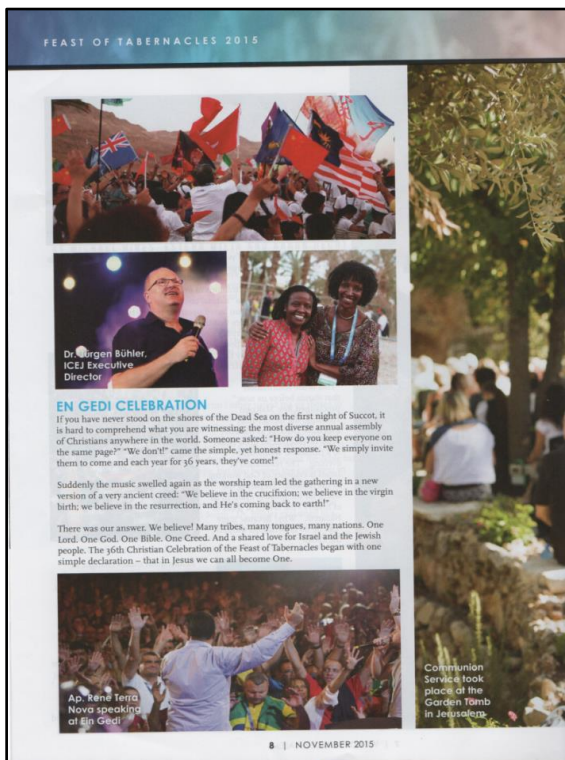 FEAST OF TABERNACLES 2015
Dr. Jürgen Bühler,
ICEJ Executive
Director
EN GEDI CELEBRATION
If you have never stood on the shores of the Dead Sea on the first night of Succot, it
is hard to comprehend what you are witnessing: the most diverse annual assembly
of Christians anywhere in the world. Someone asked: "How do you keep everyone on
the same page?" "We don't!" came the simple, yet honest response. "We simply invite
them to come and each year for 36 years, they've come!"
Suddenly the music swelled again as the worship team led the gathering in a new
version of a very ancient creed: "We believe in the crucifixion; we believe in the virgin
birth; we believe in the resurrection, and He's coming back to earth!"
There was our answer. We believe! Many tribes, many tongues, many nations. One
Lord. One God. One Bible. One Creed. And a shared love for Israel and the Jewish
people. The 36th Christian Celebration of the Feast of Tabernacles began with one
simple declaration – that in Jesus we can all become One.
Ap. Rene Terra
Nova speaking
at Ein Gedi
Communion
Service took
place at the
Garden Tomb
in Jerusalem
8 | NOVEMBER 2015